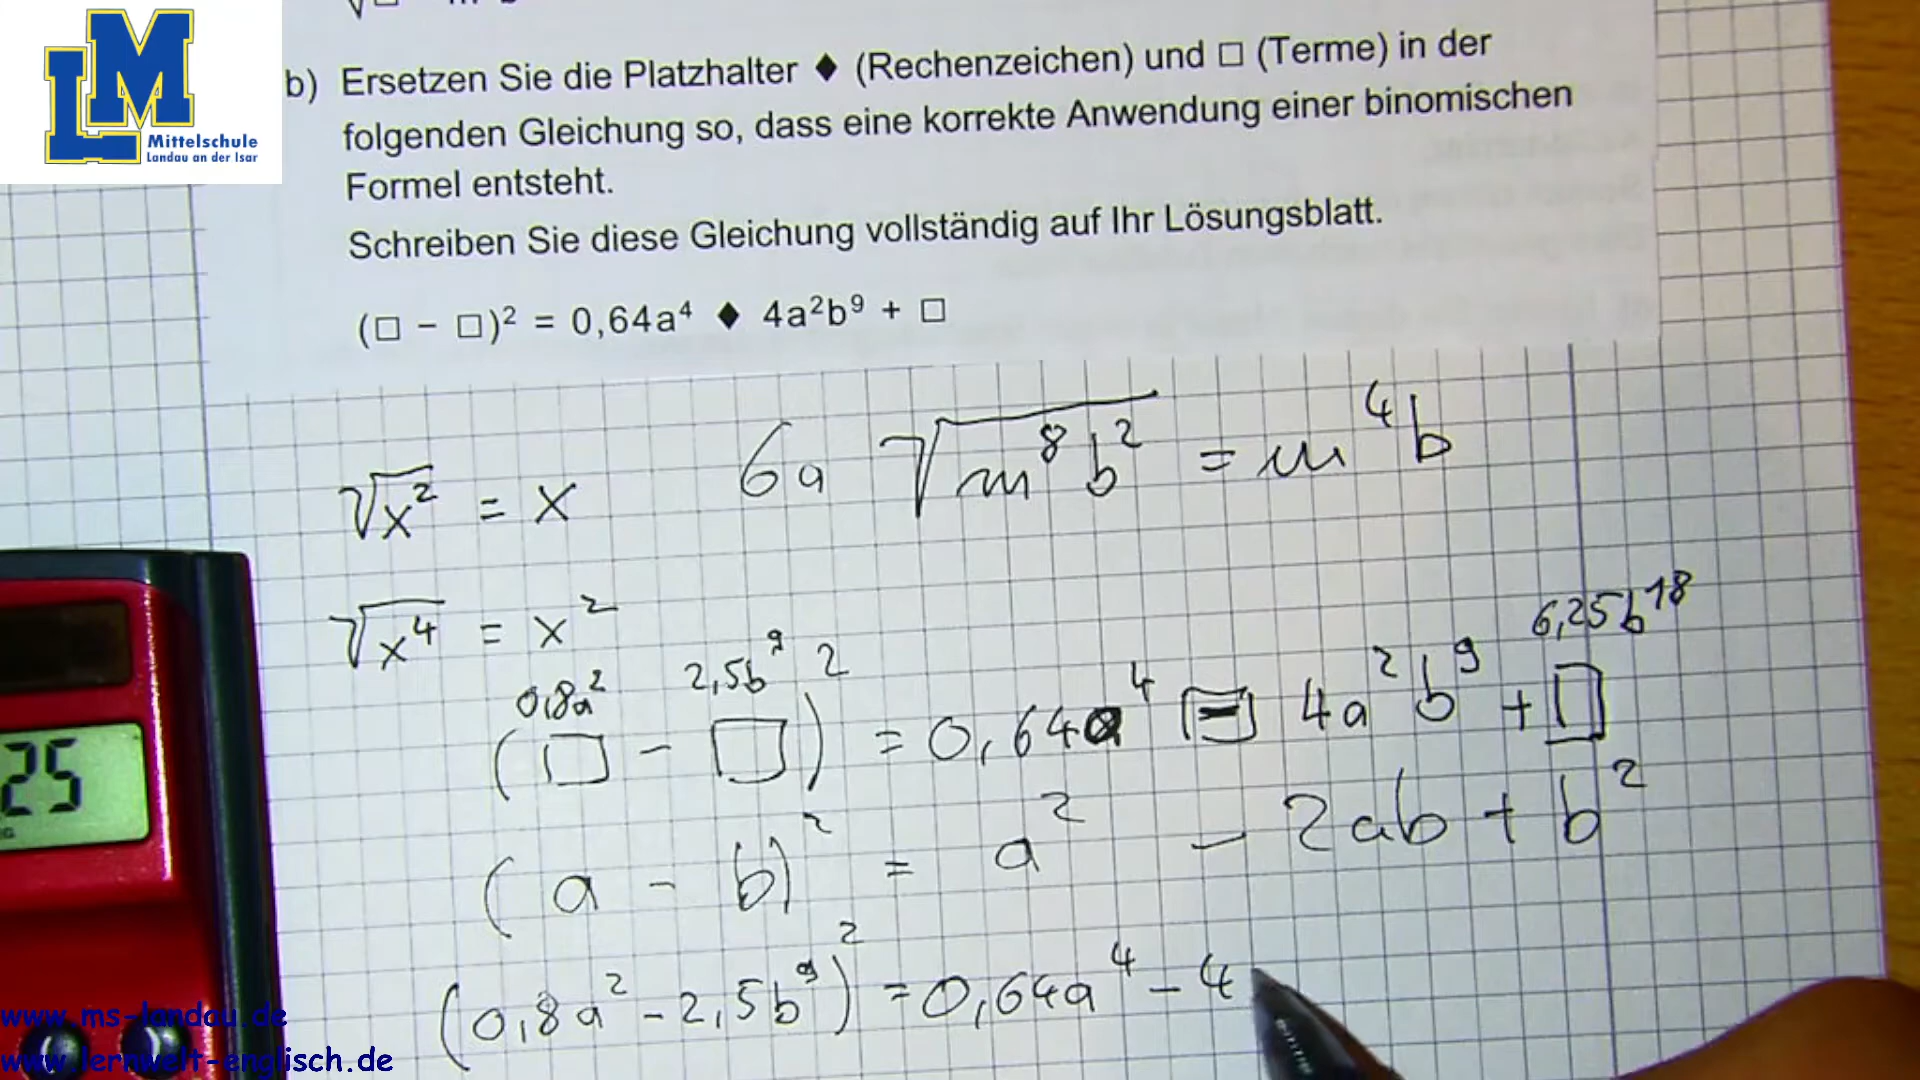 LM
Mittelschule
Landau an der Isar
b) Ersetzen Sie die Platzhalter ♦ (Rechenzeichen) und □ (Terme) in der
folgenden Gleichung so, dass eine korrekte Anwendung einer binomischen
Formel entsteht.
Schreiben Sie diese Gleichung vollständig auf Ihr Lösungsblatt.
(□ − □)² = 0,64a⁴ ♦ 4a²b⁹ + □
√x² = x
6a √m⁸b² = m⁴b
√x⁴ = x²
0,8a² 2,5b⁹ 6,25b¹⁸
(□ − □)² = 0,64a⁴ ⊟ 4a²b⁹ + □
(a − b)² = a² − 2ab + b²
(0,8a² − 2,5b⁹)² = 0,64a⁴ − 4
25
www.ms-landau.de
www.lernwelt-englisch.de